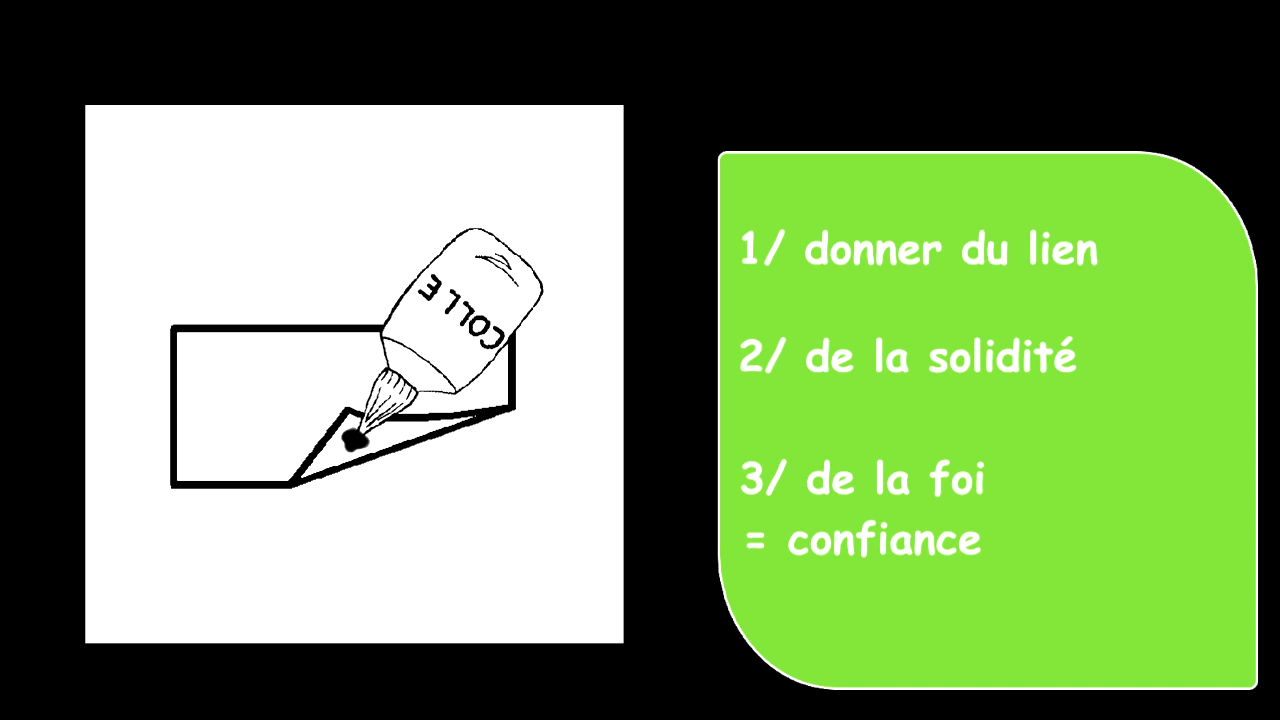 COLLE
1/ donner du lien
2/ de la solidité
3/ de la foi
= confiance